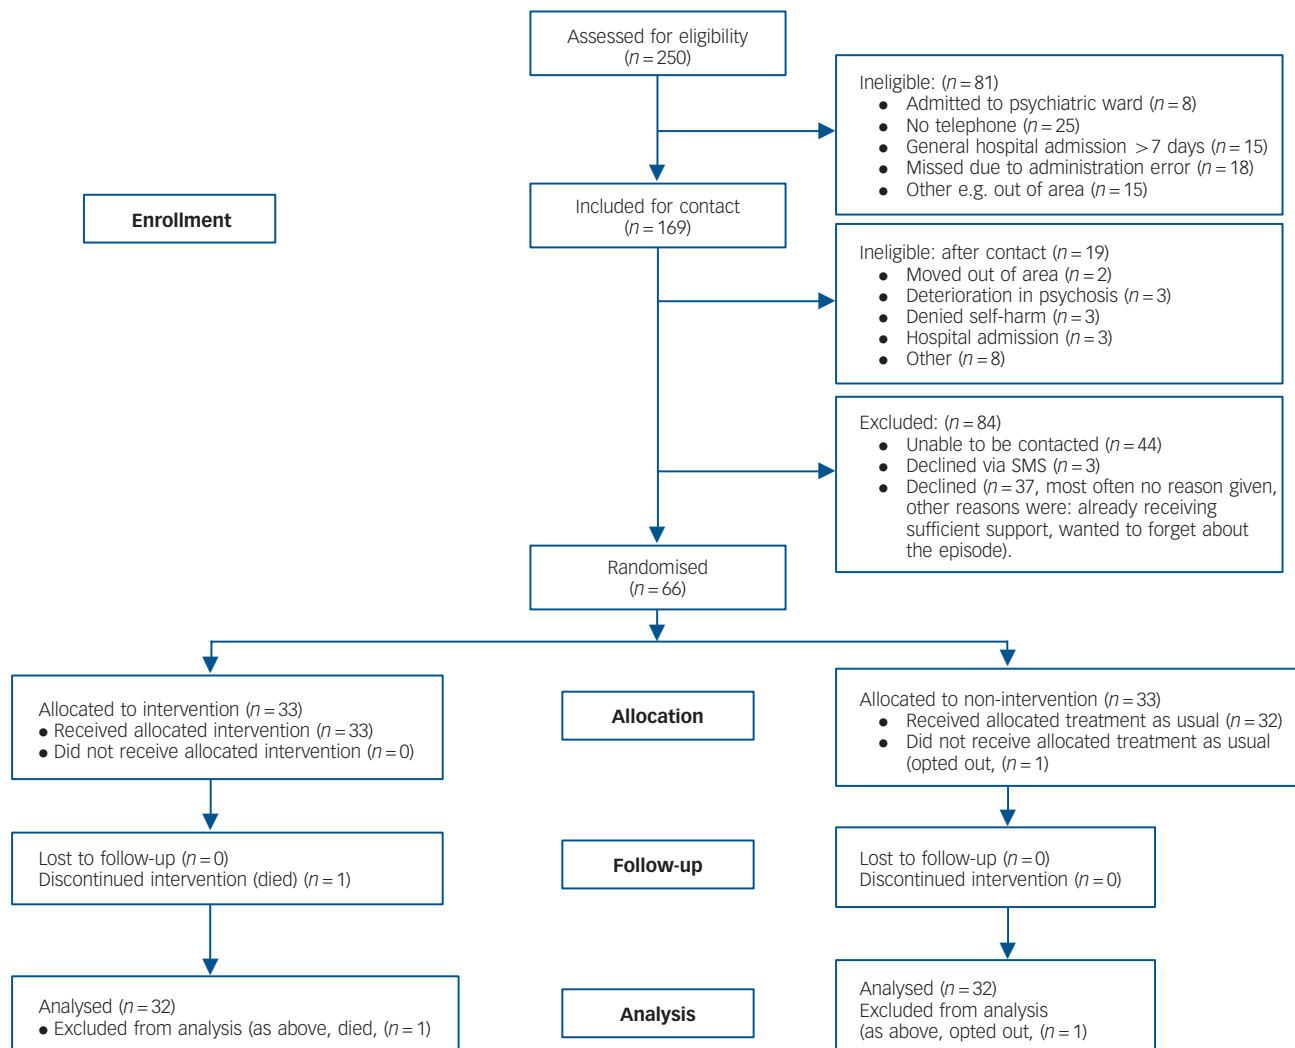 Assessed for eligibility
(n = 250)
Ineligible: (n = 81)
● Admitted to psychiatric ward (n = 8)
● No telephone (n = 25)
● General hospital admission >7 days (n = 15)
● Missed due to administration error (n = 18)
● Other e.g. out of area (n = 15)
Enrollment
Included for contact
(n = 169)
Ineligible: after contact (n = 19)
● Moved out of area (n = 2)
● Deterioration in psychosis (n = 3)
● Denied self-harm (n = 3)
● Hospital admission (n = 3)
● Other (n = 8)
Excluded: (n = 84)
● Unable to be contacted (n = 44)
● Declined via SMS (n = 3)
● Declined (n = 37, most often no reason given,
other reasons were: already receiving
sufficient support, wanted to forget about
the episode).
Randomised
(n = 66)
Allocated to intervention (n = 33)
● Received allocated intervention (n = 33)
● Did not receive allocated intervention (n = 0)
Allocation
Allocated to non-intervention (n = 33)
● Received allocated treatment as usual (n = 32)
● Did not receive allocated treatment as usual
(opted out, (n = 1)
Lost to follow-up (n = 0)
Discontinued intervention (died) (n = 1)
Follow-up
Lost to follow-up (n = 0)
Discontinued intervention (n = 0)
Analysed (n = 32)
● Excluded from analysis (as above, died, (n = 1)
Analysis
Analysed (n = 32)
Excluded from analysis
(as above, opted out, (n = 1)